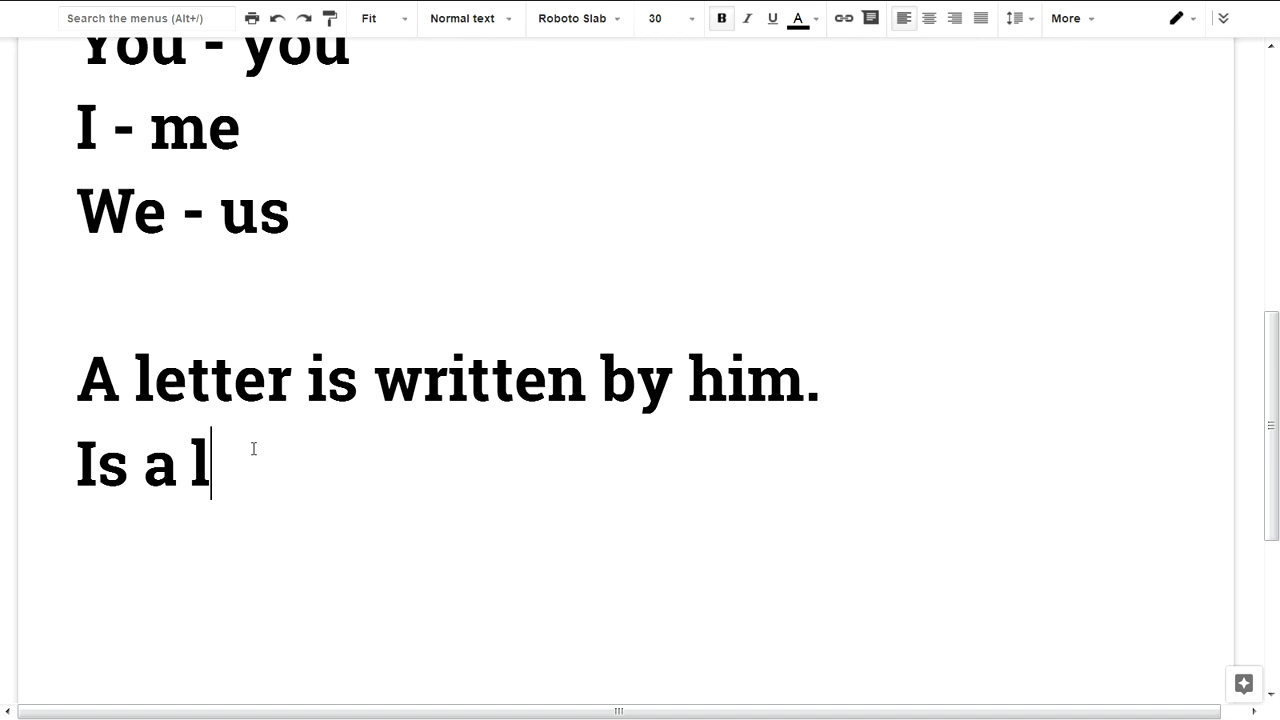 Search the menus (Alt+/) Fit Normal text Roboto Slab 30 B I U A More
You - you
I - me
We - us
A letter is written by him.
Is a l